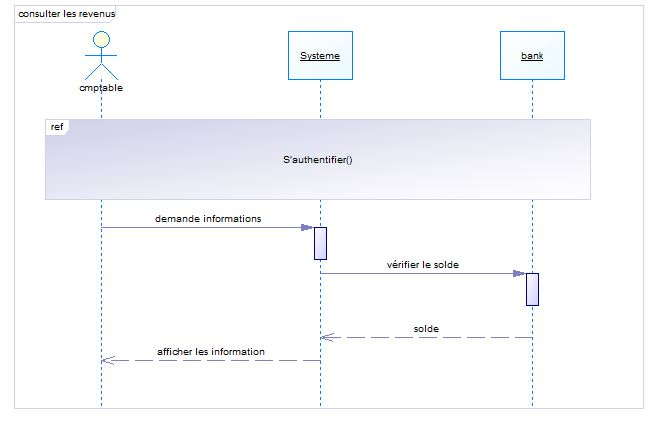 consulter les revenus
cmptable
Systeme
bank
ref
S'authentifier()
demande informations
vérifier le solde
solde
afficher les information